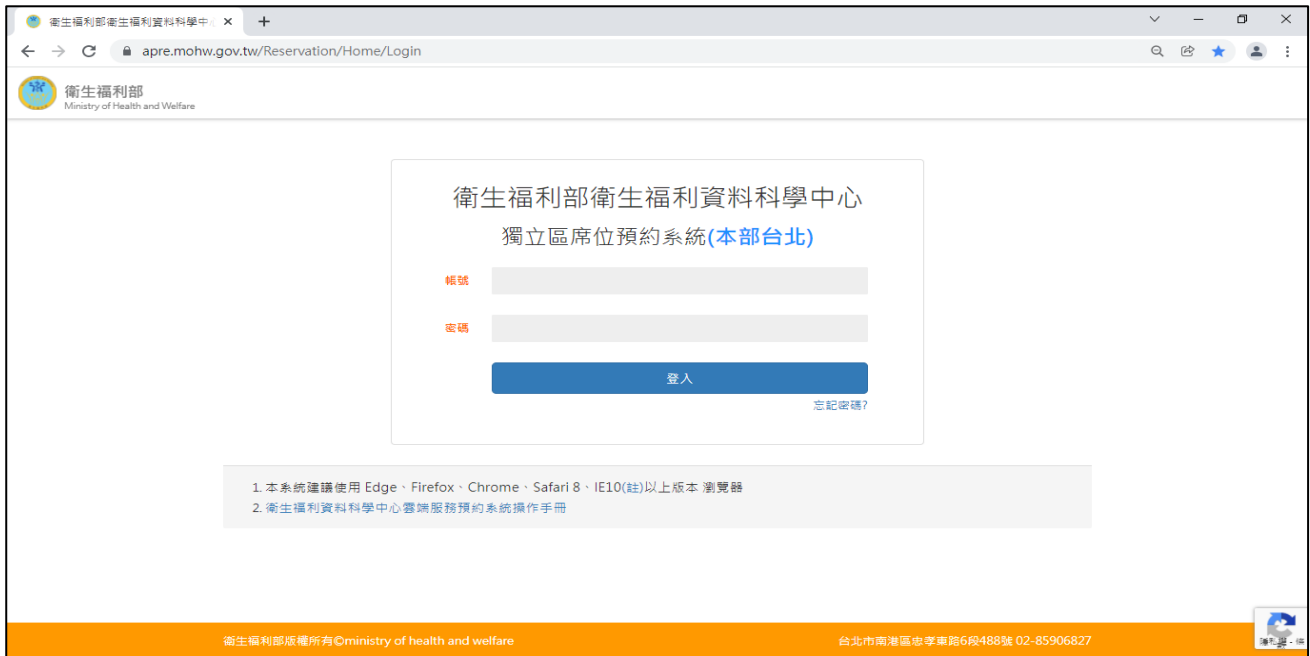 衛生福利部衛生福利資料科學中
apre.mohw.gov.tw/Reservation/Home/Login
衛生福利部
Ministry of Health and Welfare
衛生福利部衛生福利資料科學中心
獨立區席位預約系統(本部台北)
帳號
密碼
登入
忘記密碼?
1. 本系統建議使用 Edge、Firefox、Chrome、Safari 8、IE10(註)以上版本 瀏覽器
2. 衛生福利資料科學中心雲端服務預約系統操作手冊
衛生福利部版權所有©ministry of health and welfare
台北市南港區忠孝東路6段488號 02-85906827